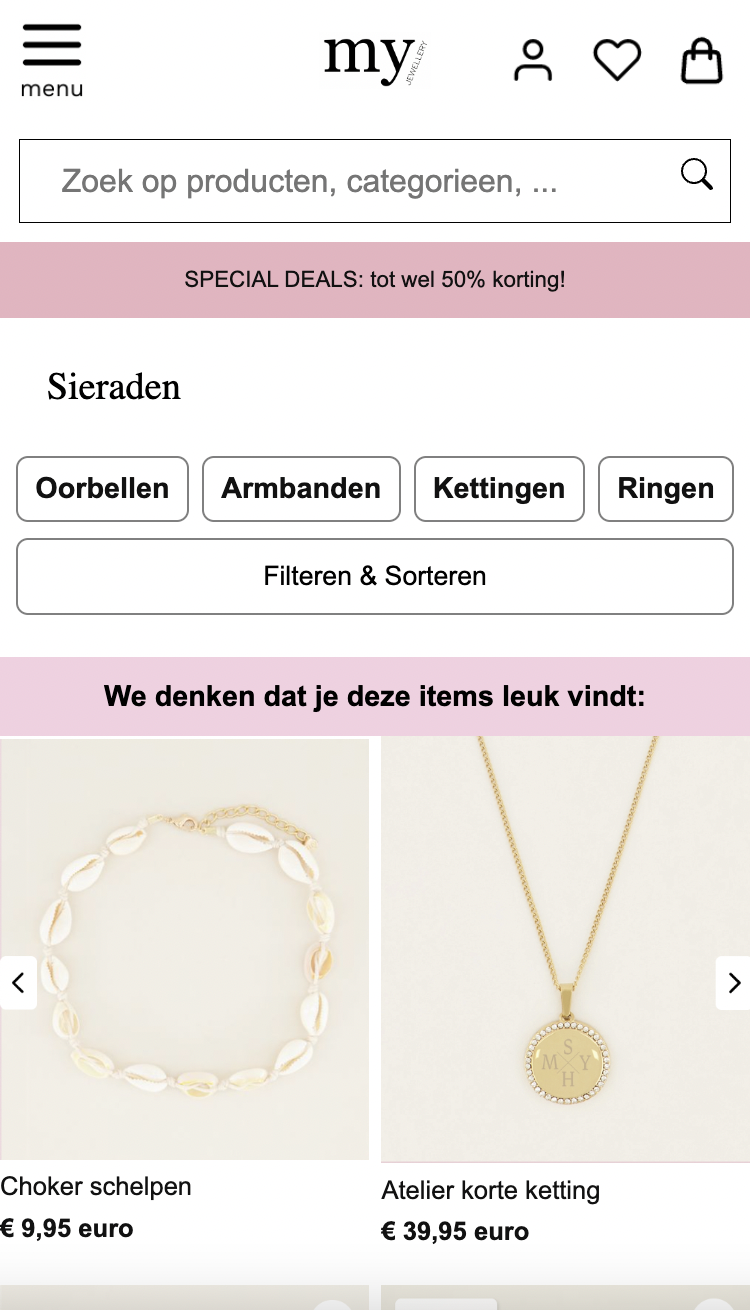 my JEWELLERY
menu
Zoek op producten, categorieen, ...
SPECIAL DEALS: tot wel 50% korting!
Sieraden
Oorbellen Armbanden Kettingen Ringen
Filteren & Sorteren
We denken dat je deze items leuk vindt:
S
M Y
H
Choker schelpen
€ 9,95 euro
Atelier korte ketting
€ 39,95 euro